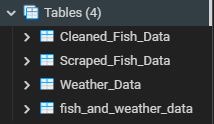 Tables (4)
Cleaned_Fish_Data
Scraped_Fish_Data
Weather_Data
fish_and_weather_data